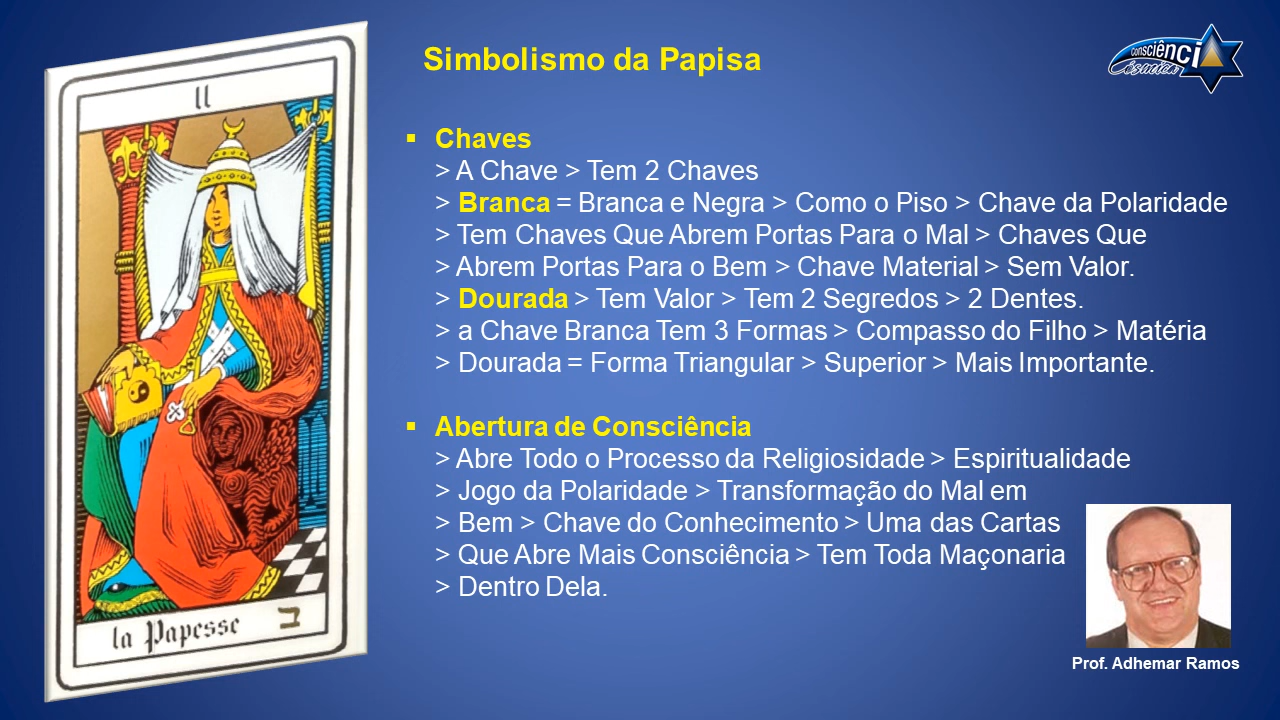 II
la Papesse ב
Simbolismo da Papisa
Consciência
Cósmica
▪ Chaves
> A Chave > Tem 2 Chaves
> Branca = Branca e Negra > Como o Piso > Chave da Polaridade
> Tem Chaves Que Abrem Portas Para o Mal > Chaves Que
> Abrem Portas Para o Bem > Chave Material > Sem Valor.
> Dourada > Tem Valor > Tem 2 Segredos > 2 Dentes.
> a Chave Branca Tem 3 Formas > Compasso do Filho > Matéria
> Dourada = Forma Triangular > Superior > Mais Importante.
▪ Abertura de Consciência
> Abre Todo o Processo da Religiosidade > Espiritualidade
> Jogo da Polaridade > Transformação do Mal em
> Bem > Chave do Conhecimento > Uma das Cartas
> Que Abre Mais Consciência > Tem Toda Maçonaria
> Dentro Dela.
Prof. Adhemar Ramos